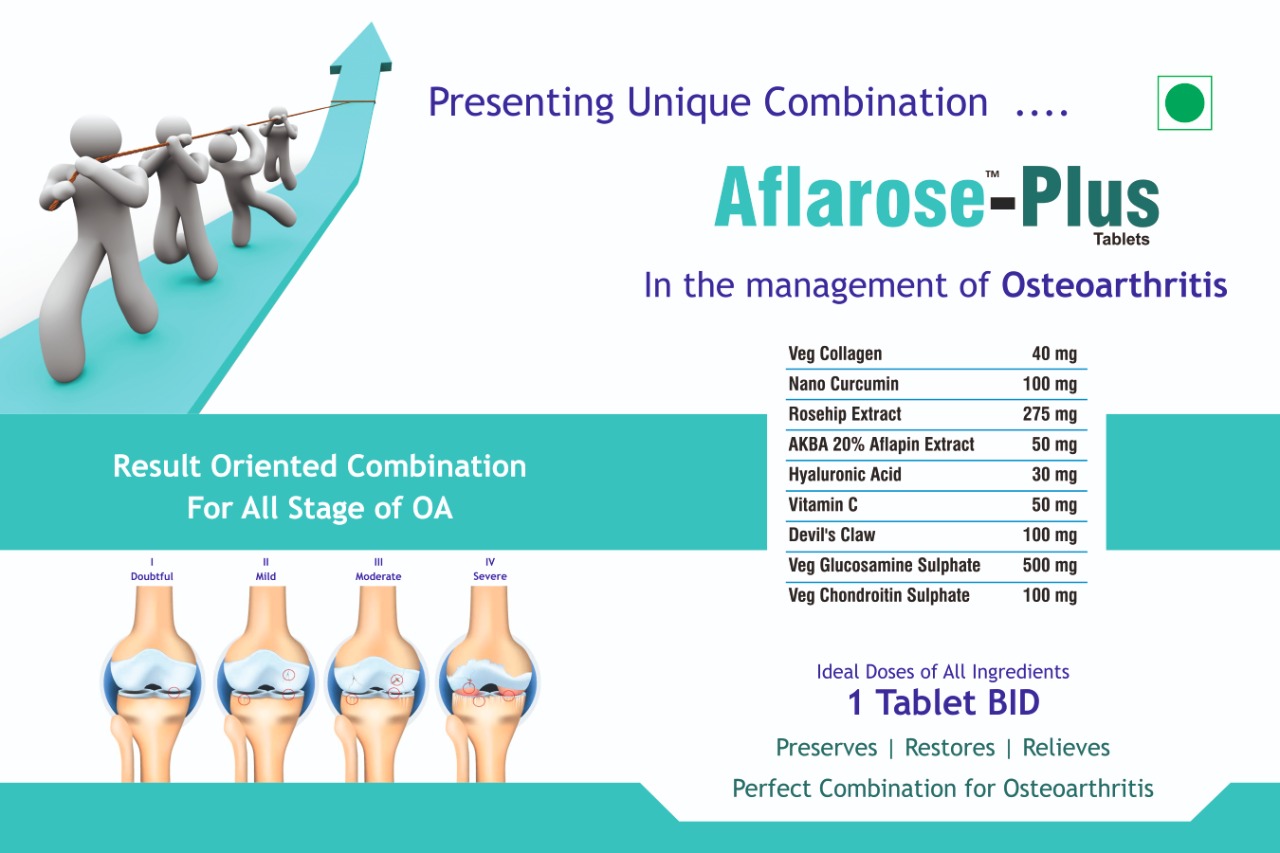 Presenting Unique Combination ....
Aflarose™-Plus
Tablets
In the management of Osteoarthritis
Veg Collagen 40 mg
Nano Curcumin 100 mg
Rosehip Extract 275 mg
AKBA 20% Aflapin Extract 50 mg
Hyaluronic Acid 30 mg
Vitamin C 50 mg
Devil's Claw 100 mg
Veg Glucosamine Sulphate 500 mg
Veg Chondroitin Sulphate 100 mg
Result Oriented Combination
For All Stage of OA
I II III IV
Doubtful Mild Moderate Severe
Ideal Doses of All Ingredients
1 Tablet BID
Preserves | Restores | Relieves
Perfect Combination for Osteoarthritis